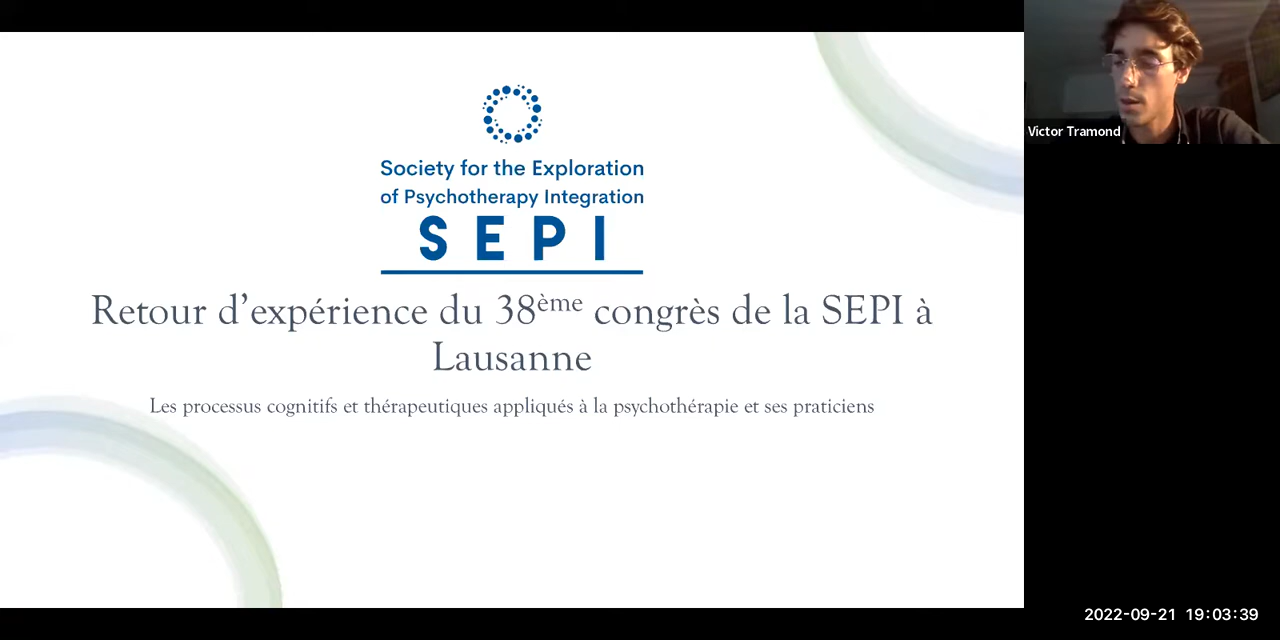 Society for the Exploration
of Psychotherapy Integration
SEPI
Retour d’expérience du 38ème congrès de la SEPI à
Lausanne
Les processus cognitifs et thérapeutiques appliqués à la psychothérapie et ses praticiens
Victor Tramond
2022-09-21 19:03:39